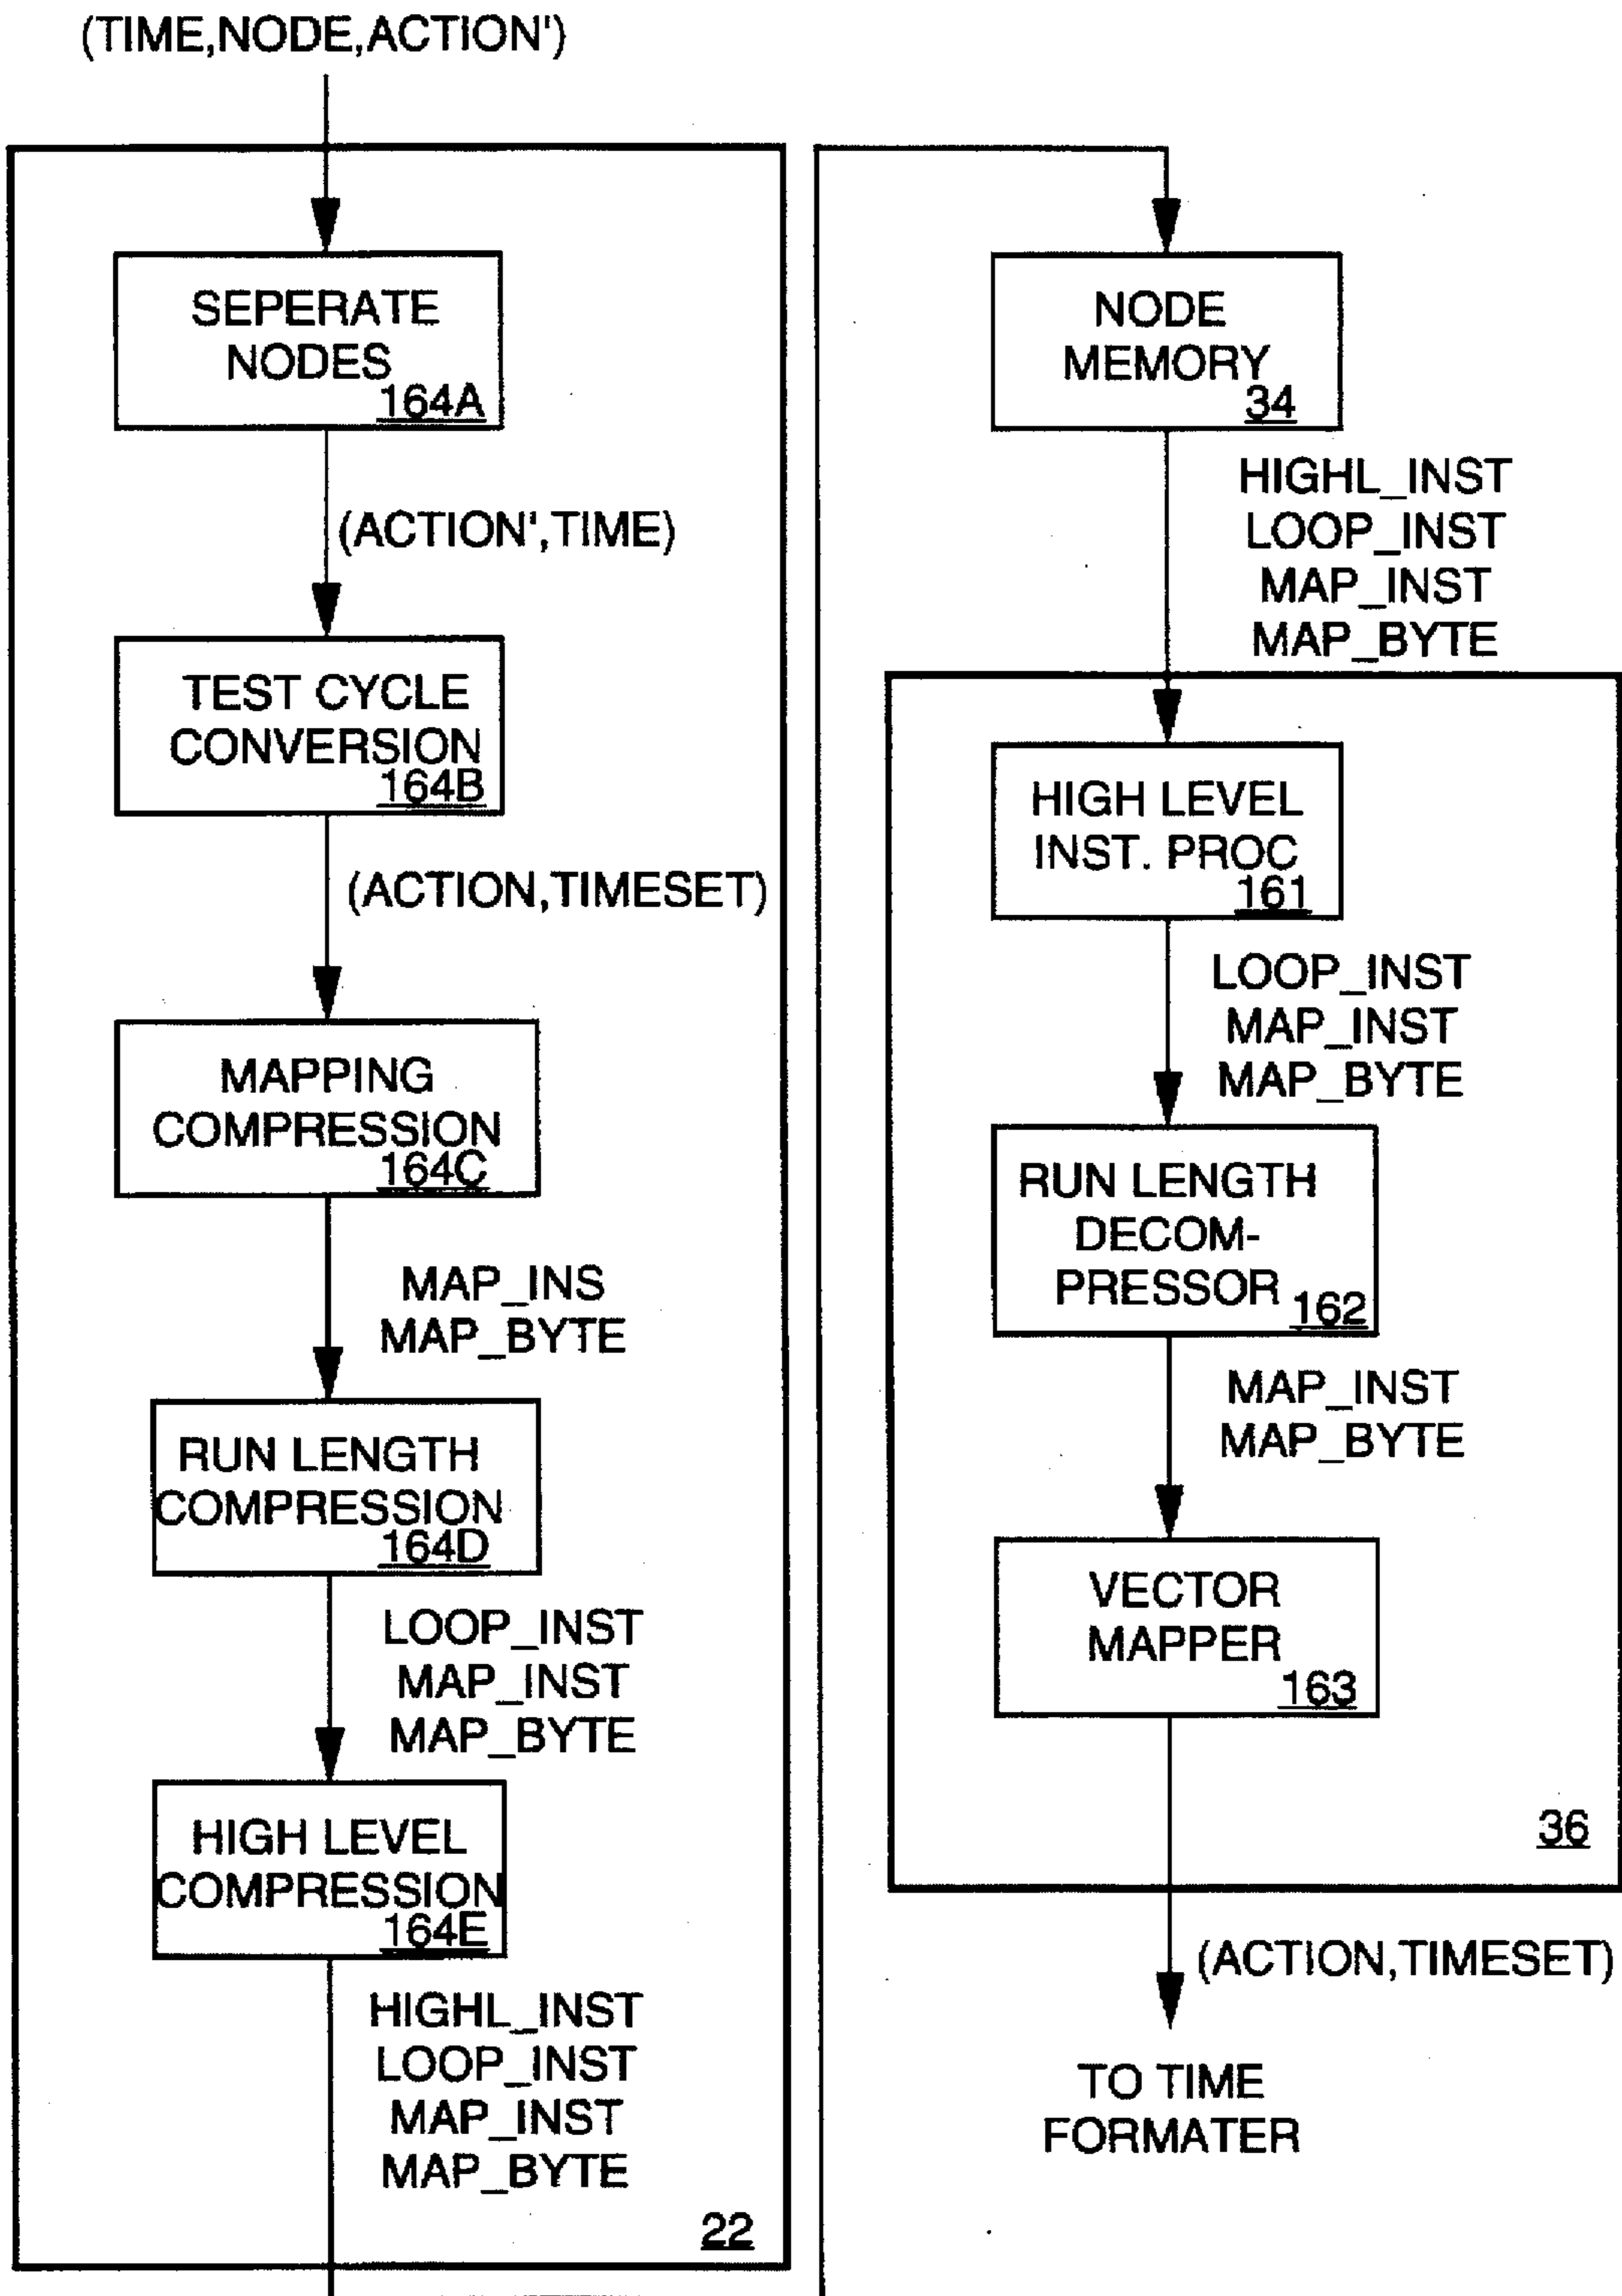 (TIME,NODE,ACTION')
SEPERATE
NODES
164A
(ACTION',TIME)
TEST CYCLE
CONVERSION
164B
(ACTION,TIMESET)
MAPPING
COMPRESSION
164C
MAP_INS
MAP_BYTE
RUN LENGTH
COMPRESSION
164D
LOOP_INST
MAP_INST
MAP_BYTE
HIGH LEVEL
COMPRESSION
164E
HIGHL_INST
LOOP_INST
MAP_INST
MAP_BYTE
22
NODE
MEMORY
34
HIGHL_INST
LOOP_INST
MAP_INST
MAP_BYTE
HIGH LEVEL
INST. PROC
161
LOOP_INST
MAP_INST
MAP_BYTE
RUN LENGTH
DECOM-
PRESSOR
162
MAP_INST
MAP_BYTE
VECTOR
MAPPER
163
36
(ACTION,TIMESET)
TO TIME
FORMATER